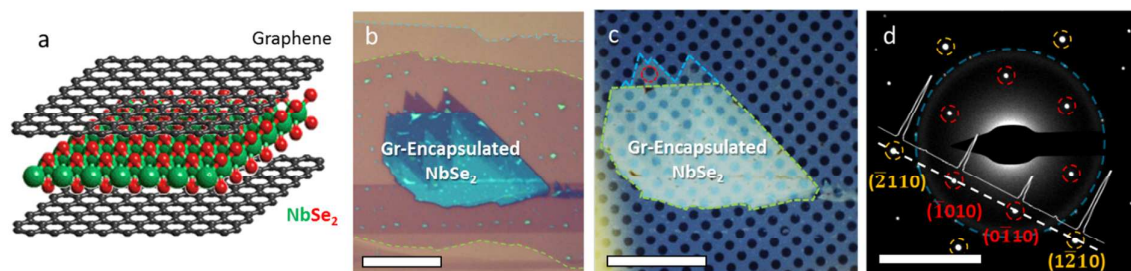 a
Graphene
NbSe₂
b
Gr-Encapsulated
NbSe₂
c
Gr-Encapsulated
NbSe₂
d
(2̄110)
(1̄010)
(01̄10)
(12̄10)